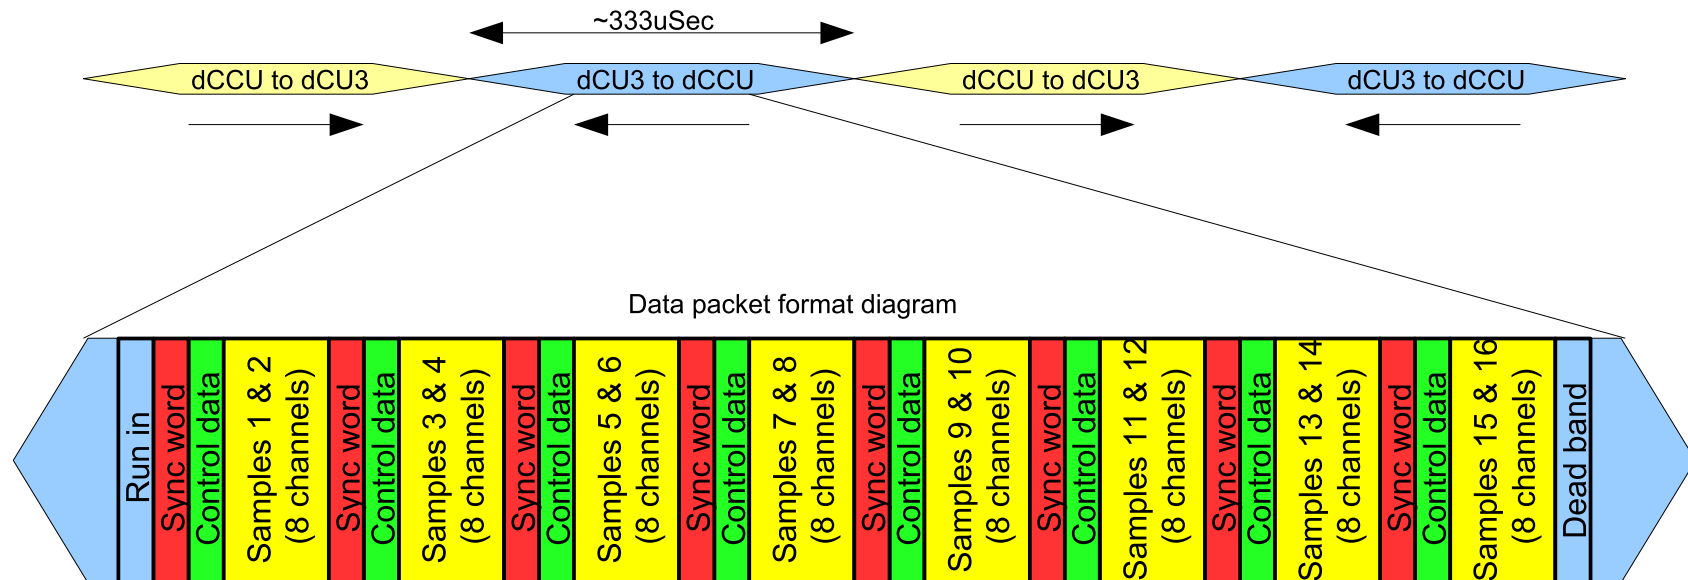 ~333uSec
dCCU to dCU3
dCU3 to dCCU
dCCU to dCU3
dCU3 to dCCU
Data packet format diagram
Run in
Sync word
Control data
Samples 1 & 2
(8 channels)
Sync word
Control data
Samples 3 & 4
(8 channels)
Sync word
Control data
Samples 5 & 6
(8 channels)
Sync word
Control data
Samples 7 & 8
(8 channels)
Sync word
Control data
Samples 9 & 10
(8 channels)
Sync word
Control data
Samples 11 & 12
(8 channels)
Sync word
Control data
Samples 13 & 14
(8 channels)
Sync word
Control data
Samples 15 & 16
(8 channels)
Dead band